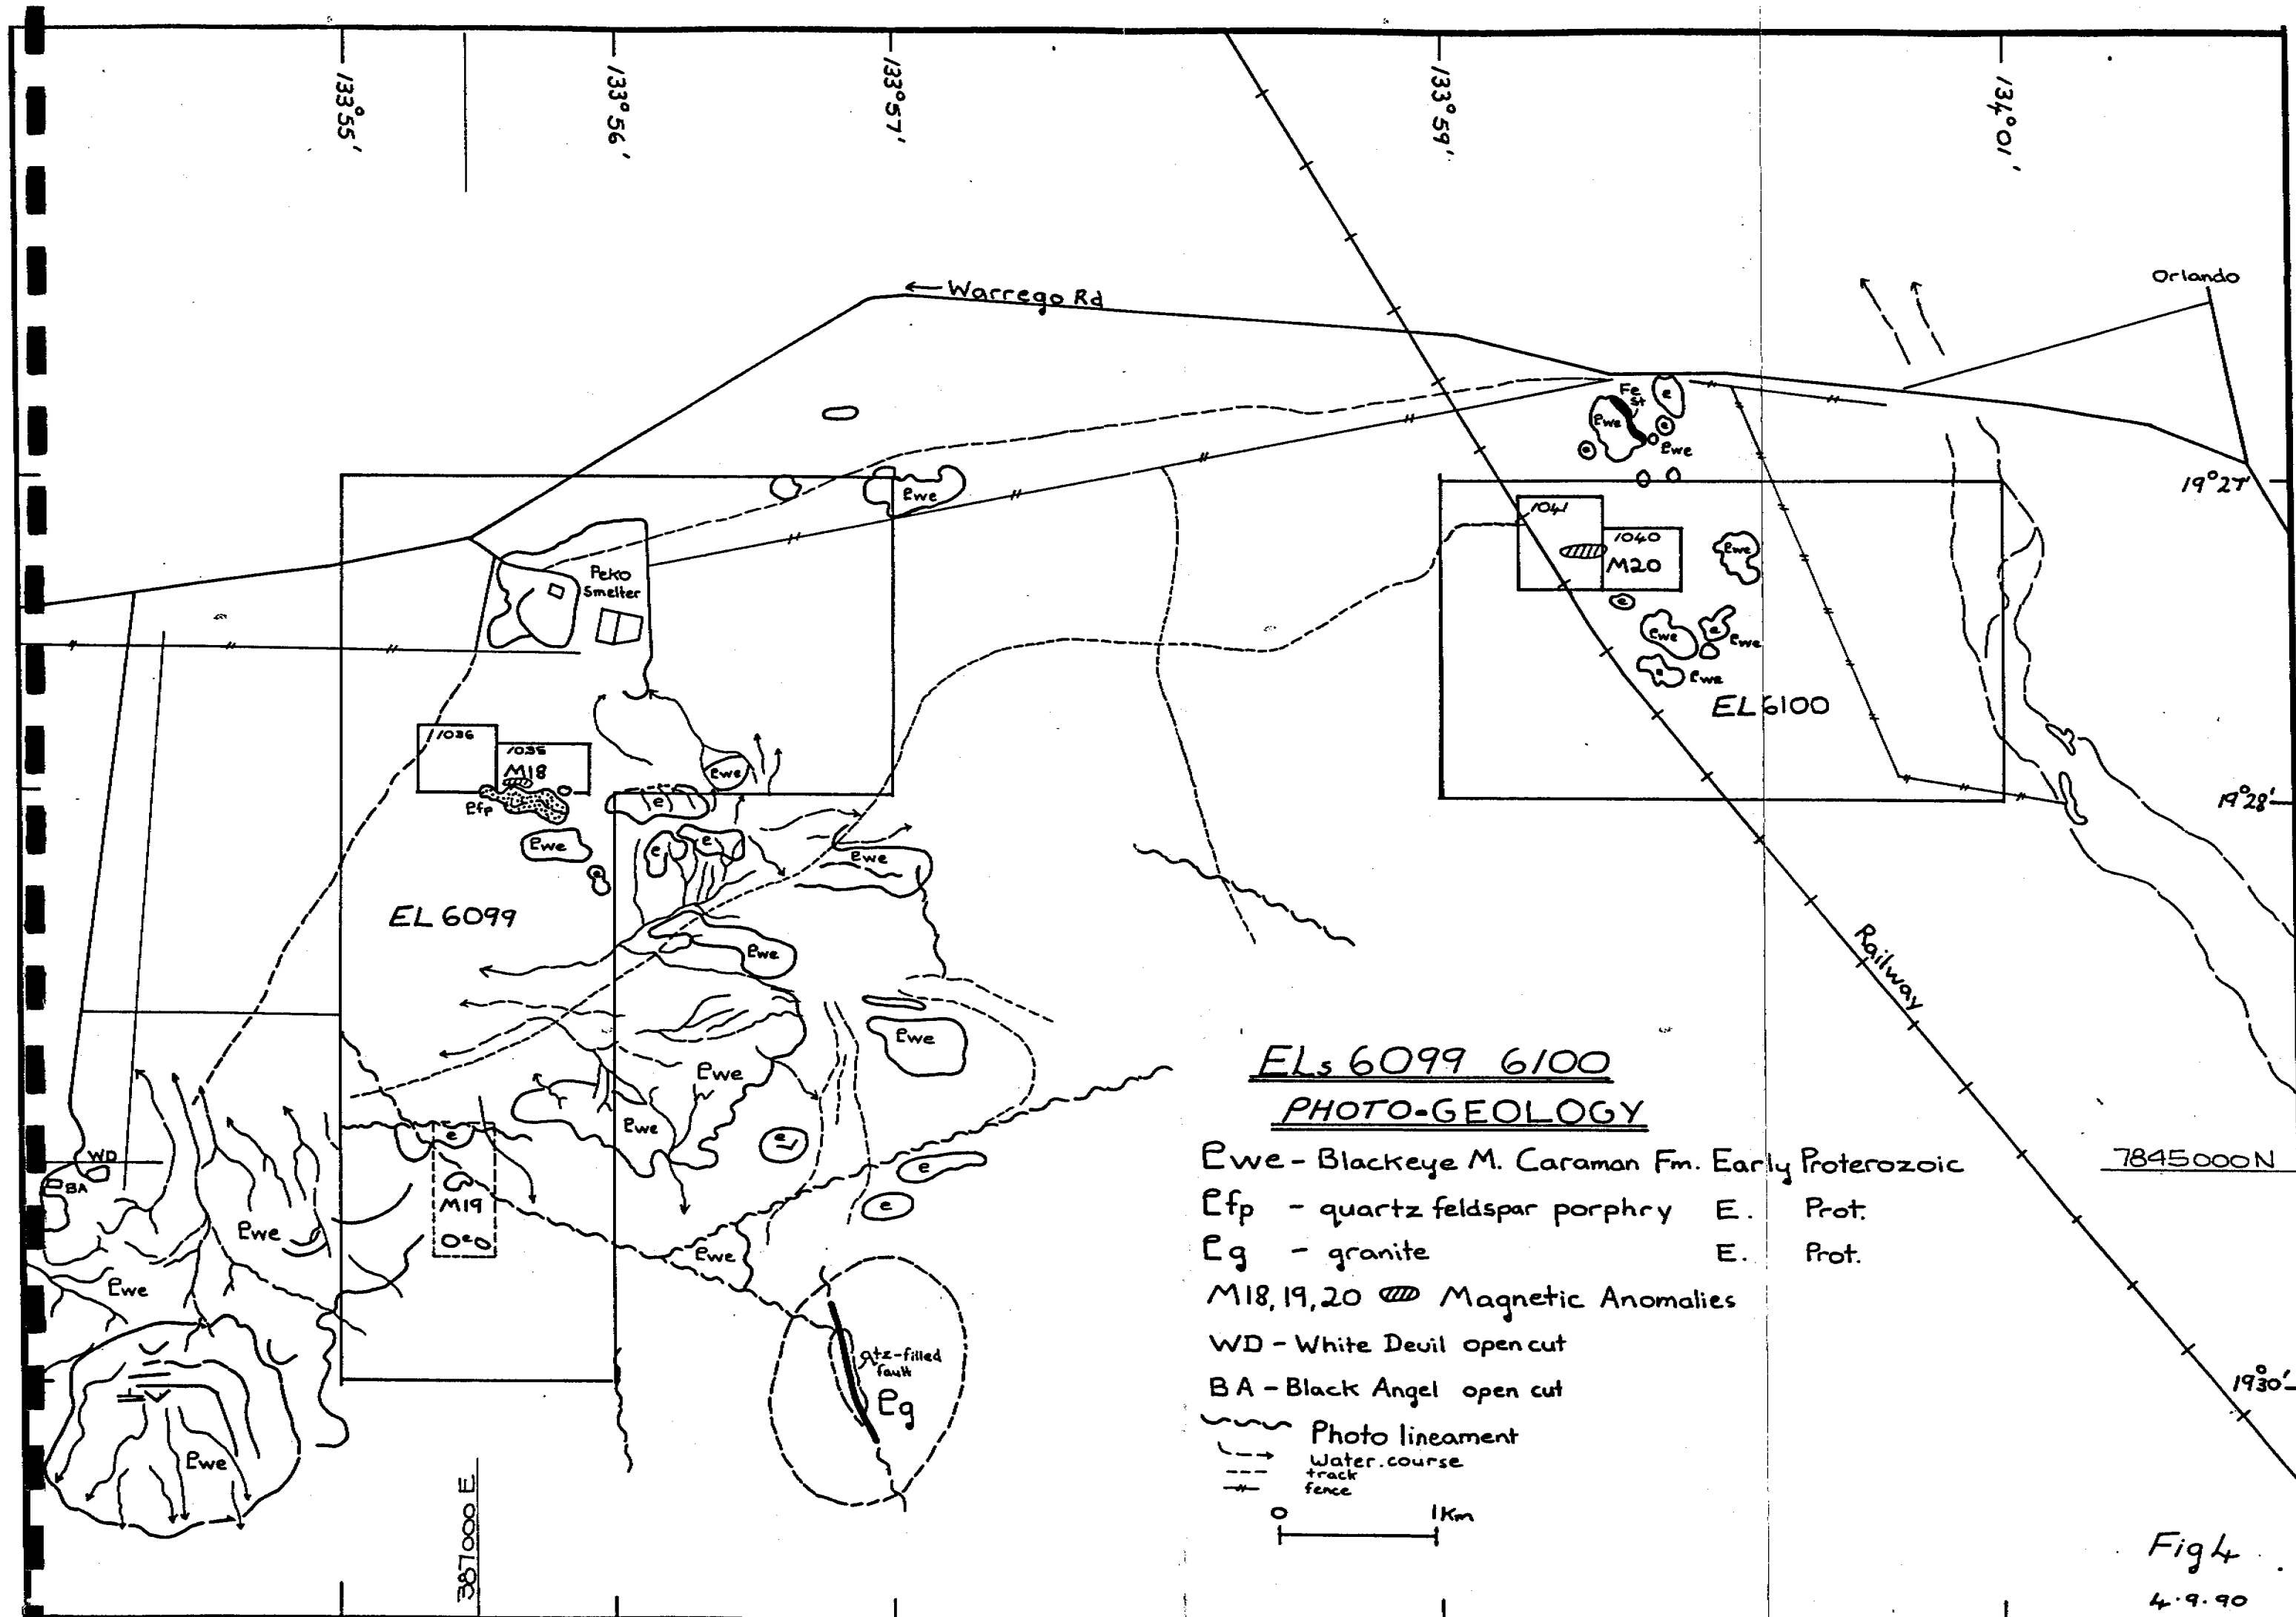 133°55'
133°56'
133°57'
133°59'
134°01'
Orlando
← Warrego Rd
Fe
st
e
Ewe
e
Ewe
e
19°27'
Ewe
1041
1040
M20
Ewe
Peko
Smelter
e
Ewe
e
Ewe
Ewe
EL 6100
1036
1035
M18
Ewe
Efp
e
19°28'
Ewe
e
e
Ewe
e
EL 6099
Ewe
Railway
Ewe
Ewe
Ewe
e
e
WD
BA
M19
e
e
Ewe
Ewe
Ewe
Ewe
qtz-filled
fault
Eg
Ewe
ELs 6099 6100
PHOTO-GEOLOGY
Ewe - Blackeye M. Caraman Fm. Early Proterozoic
7845000N
Efp - quartz feldspar porphry E. Prot.
Eg - granite E. Prot.
M18, 19, 20 Magnetic Anomalies
WD - White Devil open cut
BA - Black Angel open cut
19°30'
Photo lineament
Water course
track
fence
0 1Km
387000 E
Fig 4
4.9.90